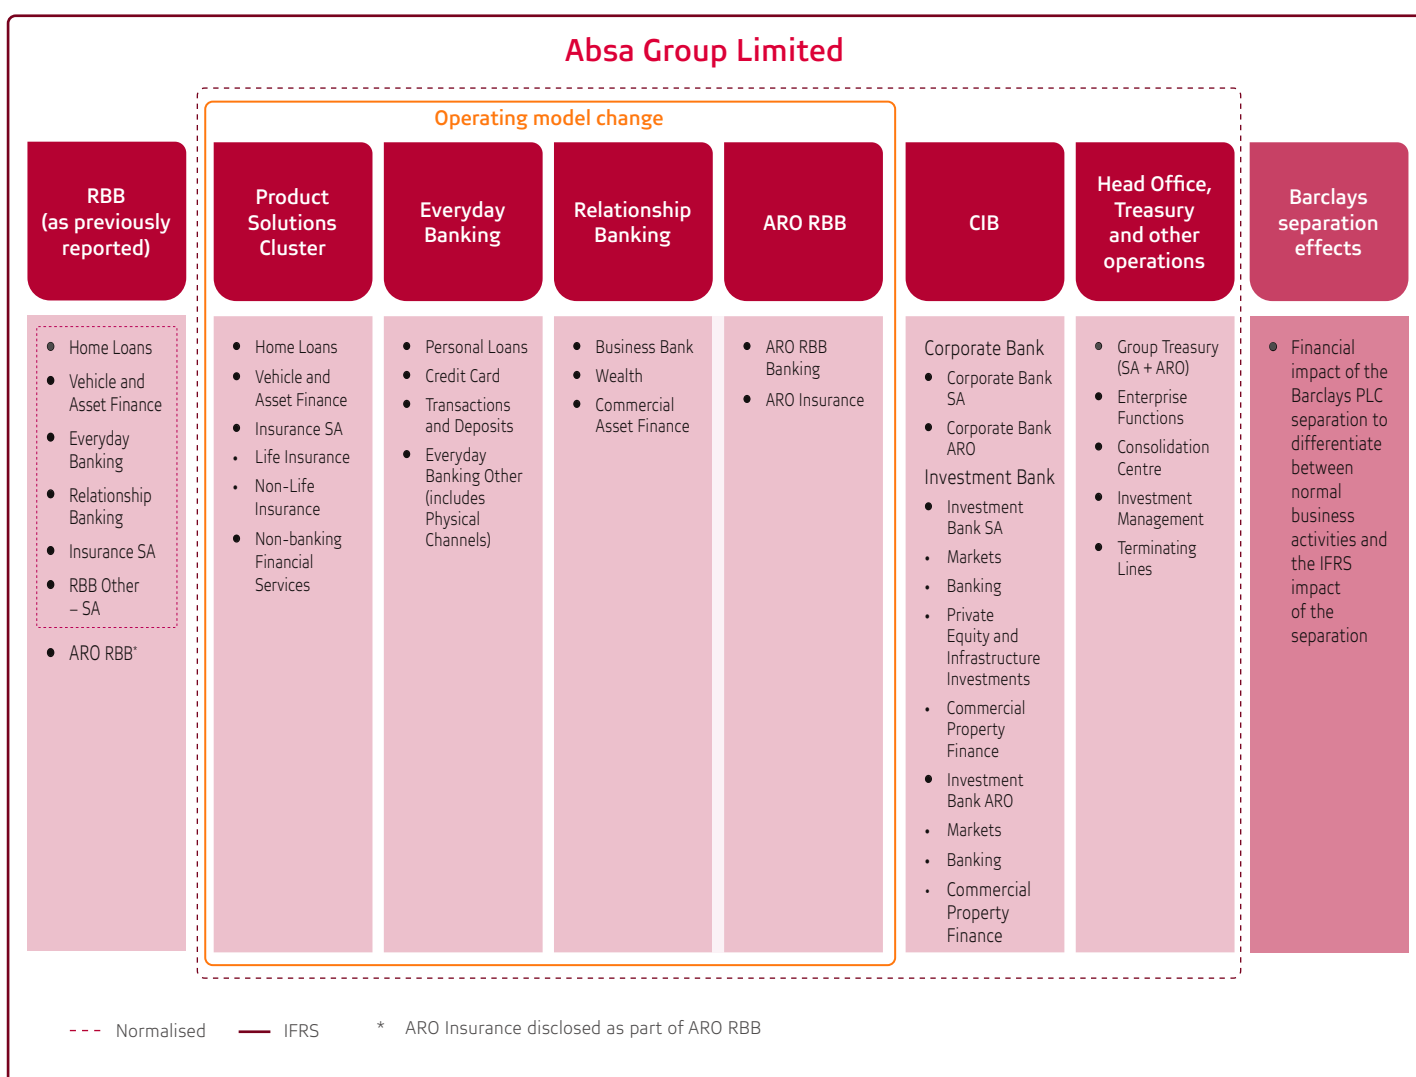 Absa Group Limited
Operating model change
RBB
(as previously
reported)
• Home Loans
• Vehicle and
Asset Finance
• Everyday
Banking
• Relationship
Banking
• Insurance SA
• RBB Other
– SA
• ARO RBB*
Product
Solutions
Cluster
• Home Loans
• Vehicle and
Asset Finance
• Insurance SA
• Life Insurance
• Non-Life
Insurance
• Non-banking
Financial
Services
Everyday
Banking
• Personal Loans
• Credit Card
• Transactions
and Deposits
• Everyday
Banking Other
(includes
Physical
Channels)
Relationship
Banking
• Business Bank
• Wealth
• Commercial
Asset Finance
ARO RBB
• ARO RBB
Banking
• ARO Insurance
CIB
Corporate Bank
• Corporate Bank
SA
• Corporate Bank
ARO
Investment Bank
• Investment
Bank SA
• Markets
• Banking
• Private
Equity and
Infrastructure
Investments
• Commercial
Property
Finance
• Investment
Bank ARO
• Markets
• Banking
• Commercial
Property
Finance
Head Office,
Treasury
and other
operations
• Group Treasury
(SA + ARO)
• Enterprise
Functions
• Consolidation
Centre
• Investment
Management
• Terminating
Lines
Barclays
separation
effects
• Financial
impact of the
Barclays PLC
separation to
differentiate
between
normal
business
activities and
the IFRS
impact
of the
separation
Normalised
IFRS
* ARO Insurance disclosed as part of ARO RBB